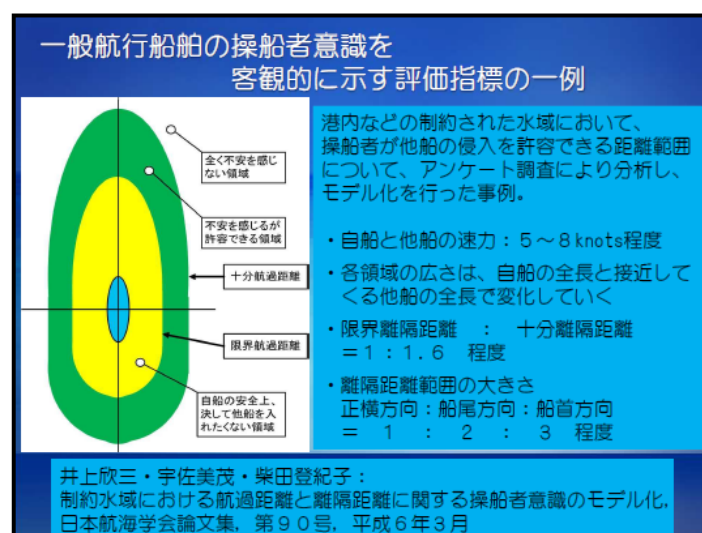 一般航行船舶の操船者意識を
客観的に示す評価指標の一例
全く不安を感じ
ない領域
不安を感じるが
許容できる領域
十分航過距離
限界航過距離
自船の安全上、
決して他船を入
れたくない領域
港内などの制約された水域において、
操船者が他船の侵入を許容できる距離範囲
について、アンケート調査により分析し、
モデル化を行った事例。
・自船と他船の速力：５～８knots程度
・各領域の広さは、自船の全長と接近して
くる他船の全長で変化していく
・限界離隔距離　：　十分離隔距離
＝１：１.６　程度
・離隔距離範囲の大きさ
正横方向：船尾方向：船首方向
＝　１　：　２　：　３　程度
井上欣三・宇佐美茂・柴田登紀子：
制約水域における航過距離と離隔距離に関する操船者意識のモデル化，
日本航海学会論文集，第９０号，平成６年３月